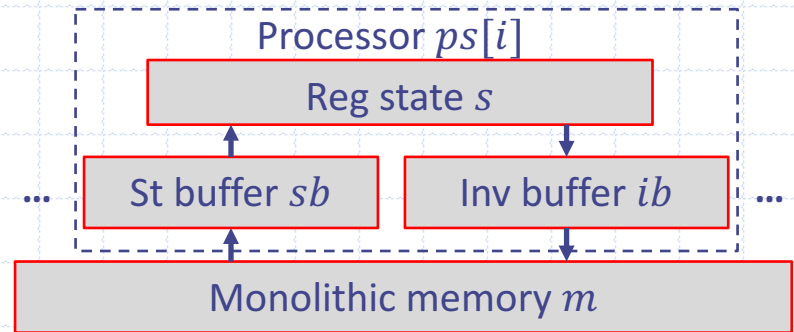 Processor ps[i]
Reg state s
... St buffer sb Inv buffer ib ...
Monolithic memory m